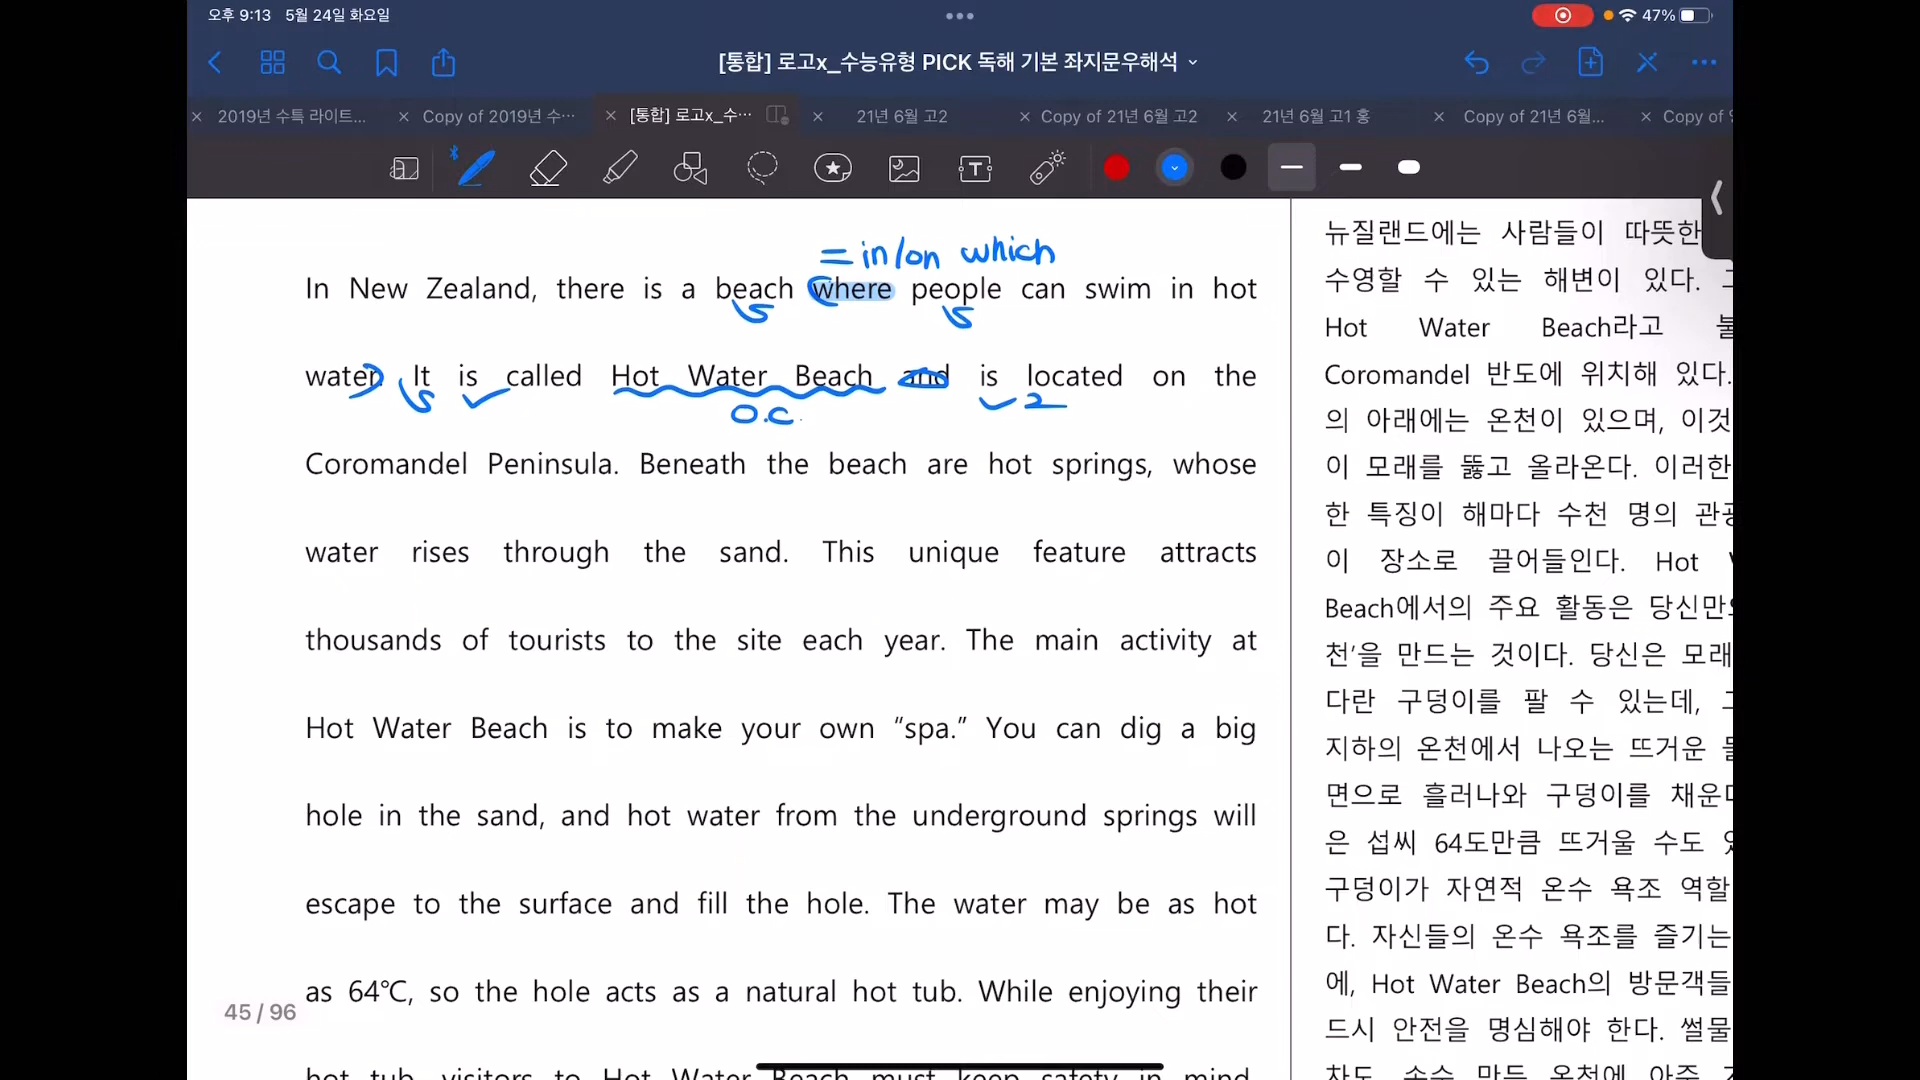 오후 9:13 5월 24일 화요일
47%
[통합] 로고x_수능유형 PICK 독해 기본 좌지문우해석
2019년 수특 라이트...
Copy of 2019년 수...
[통합] 로고x_수...
21년 6월 고2
Copy of 21년 6월 고2
21년 6월 고1 홍
Copy of 21년 6월...
Copy of
= in/on which
In New Zealand, there is a beach where people can swim in hot
S S
water. It is called Hot Water Beach and is located on the
S O.C. 2
Coromandel Peninsula. Beneath the beach are hot springs, whose
water rises through the sand. This unique feature attracts
thousands of tourists to the site each year. The main activity at
Hot Water Beach is to make your own “spa.” You can dig a big
hole in the sand, and hot water from the underground springs will
escape to the surface and fill the hole. The water may be as hot
as 64℃, so the hole acts as a natural hot tub. While enjoying their
hot tub, visitors to Hot Water Beach must keep safety in mind.
45 / 96
뉴질랜드에는 사람들이 따뜻한
수영할 수 있는 해변이 있다.
Hot Water Beach라고
Coromandel 반도에 위치해 있다.
의 아래에는 온천이 있으며, 이것
이 모래를 뚫고 올라온다. 이러한
한 특징이 해마다 수천 명의
이 장소로 끌어들인다. Hot
Beach에서의 주요 활동은
천’을 만드는 것이다. 당신은 모래
다란 구덩이를 팔 수 있는데,
지하의 온천에서 나오는 뜨거운
면으로 흘러나와 구덩이를
은 섭씨 64도만큼 뜨거울 수도
구덩이가 자연적 온수 욕조 역할
다. 자신들의 온수 욕조를 즐기는
에, Hot Water Beach의 방문객들
드시 안전을 명심해야 한다. 썰물